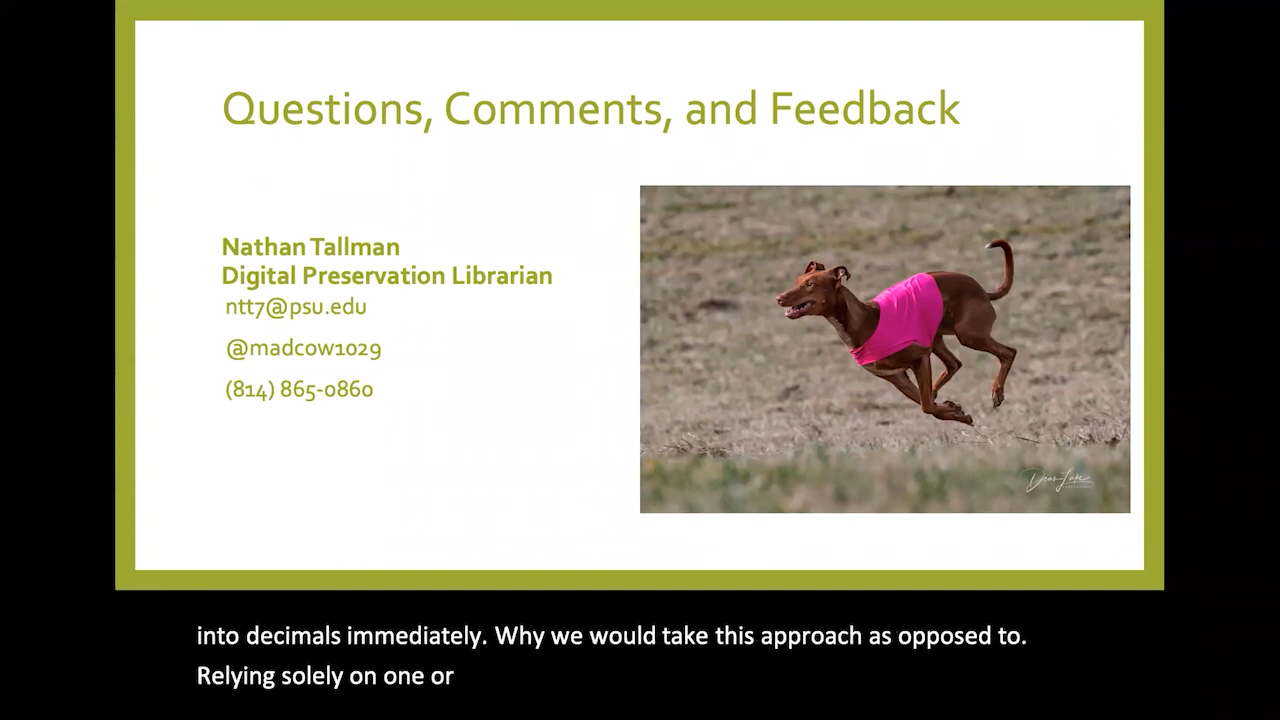 Questions, Comments, and Feedback
Nathan Tallman
Digital Preservation Librarian
ntt7@psu.edu
@madcow1029
(814) 865-0860
into decimals immediately. Why we would take this approach as opposed to.
Relying solely on one or